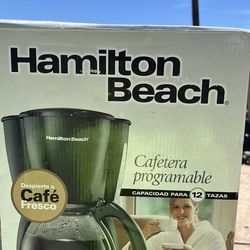 Hamilton
Beach®
Hamilton Beach
Cafetera
programable
CAPACIDAD PARA 12 TAZAS
Despierte a
Café
Fresco